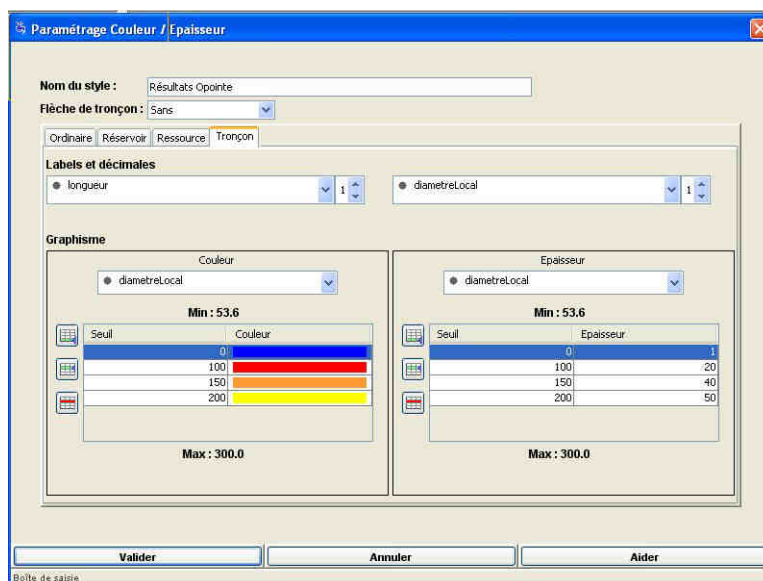 Paramétrage Couleur / Epaisseur
Nom du style : Résultats Opointe
Flèche de tronçon : Sans
Ordinaire Réservoir Ressource Tronçon
Labels et décimales
longueur 1 diametreLocal 1
Graphisme
Couleur Epaisseur
diametreLocal diametreLocal
Min : 53.6 Min : 53.6
Seuil Couleur Seuil Epaisseur
0 0 1
100 100 20
150 150 40
200 200 50
Max : 300.0 Max : 300.0
Valider Annuler Aider
Boîte de saisie